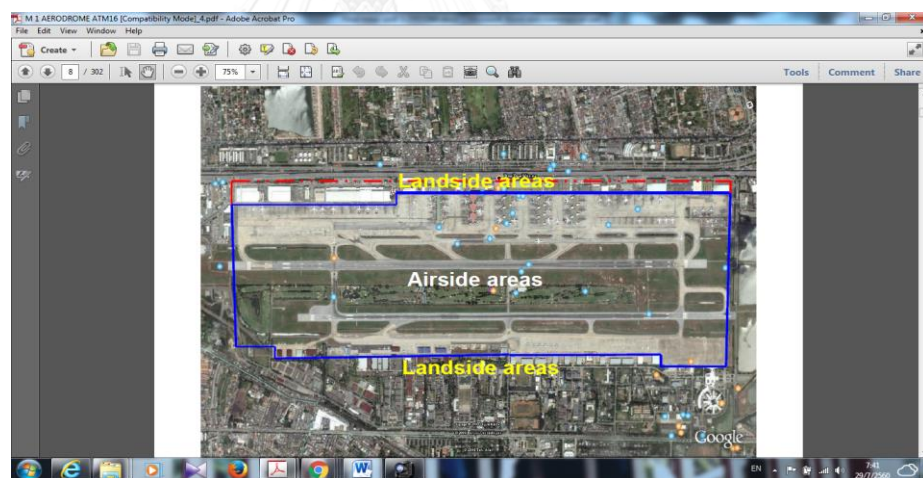 M 1 AERODROME ATM16 [Compatibility Mode]_4.pdf - Adobe Acrobat Pro
File Edit View Window Help
Create
8 / 302 75% Tools Comment Share
Landside areas
Airside areas
Landside areas
Google
EN 7:41
29/7/2566